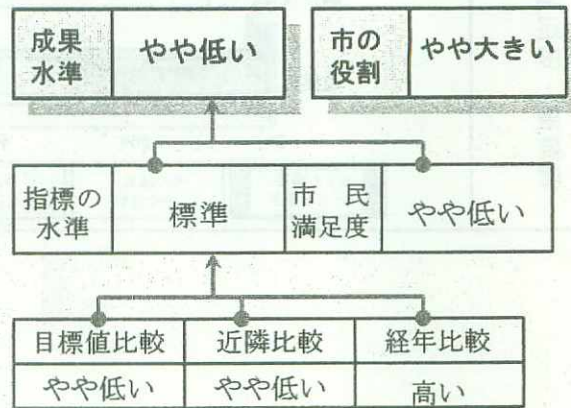 成果
水準
やや低い
市の
役割
やや大きい
指標の
水準
標準
市 民
満足度
やや低い
目標値比較 近隣比較 経年比較
やや低い やや低い 高い